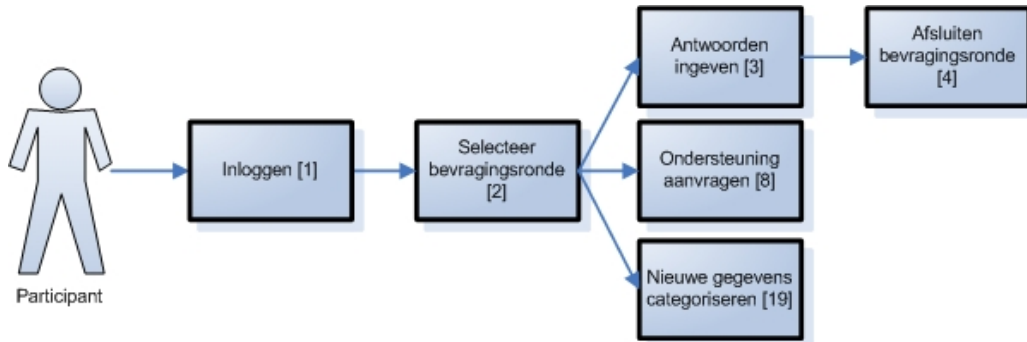 Participant
Inloggen [1]
Selecteer
bevragingsronde
[2]
Antwoorden
ingeven [3]
Afsluiten
bevragingsronde
[4]
Ondersteuning
aanvragen [8]
Nieuwe gegevens
categoriseren [19]